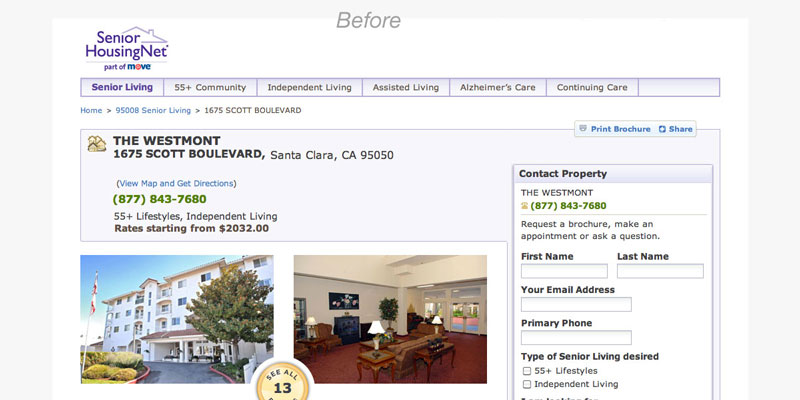 Before
Senior
HousingNet
part of move
Senior Living 55+ Community Independent Living Assisted Living Alzheimer's Care Continuing Care
Home > 95008 Senior Living > 1675 SCOTT BOULEVARD
Print Brochure Share
THE WESTMONT
1675 SCOTT BOULEVARD, Santa Clara, CA 95050
(View Map and Get Directions)
(877) 843-7680
55+ Lifestyles, Independent Living
Rates starting from $2032.00
SEE ALL
13
Contact Property
THE WESTMONT
(877) 843-7680
Request a brochure, make an
appointment or ask a question.
First Name Last Name
Your Email Address
Primary Phone
Type of Senior Living desired
55+ Lifestyles
Independent Living